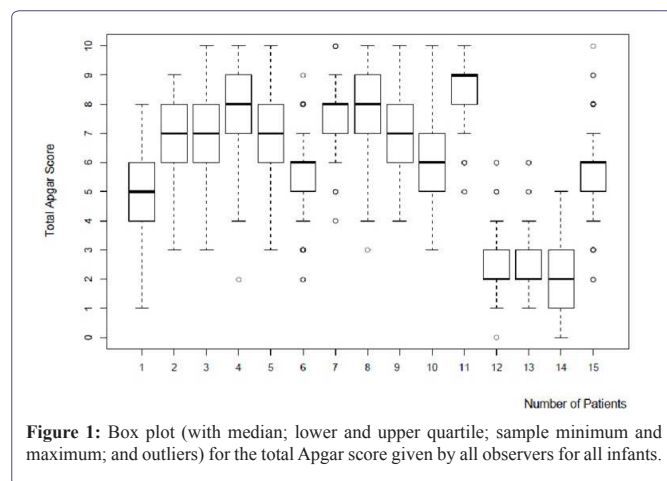 Total Apgar Score
10
9
8
7
6
5
4
3
2
1
0
1 2 3 4 5 6 7 8 9 10 11 12 13 14 15
Number of Patients
Figure 1: Box plot (with median; lower and upper quartile; sample minimum and
maximum; and outliers) for the total Apgar score given by all observers for all infants.